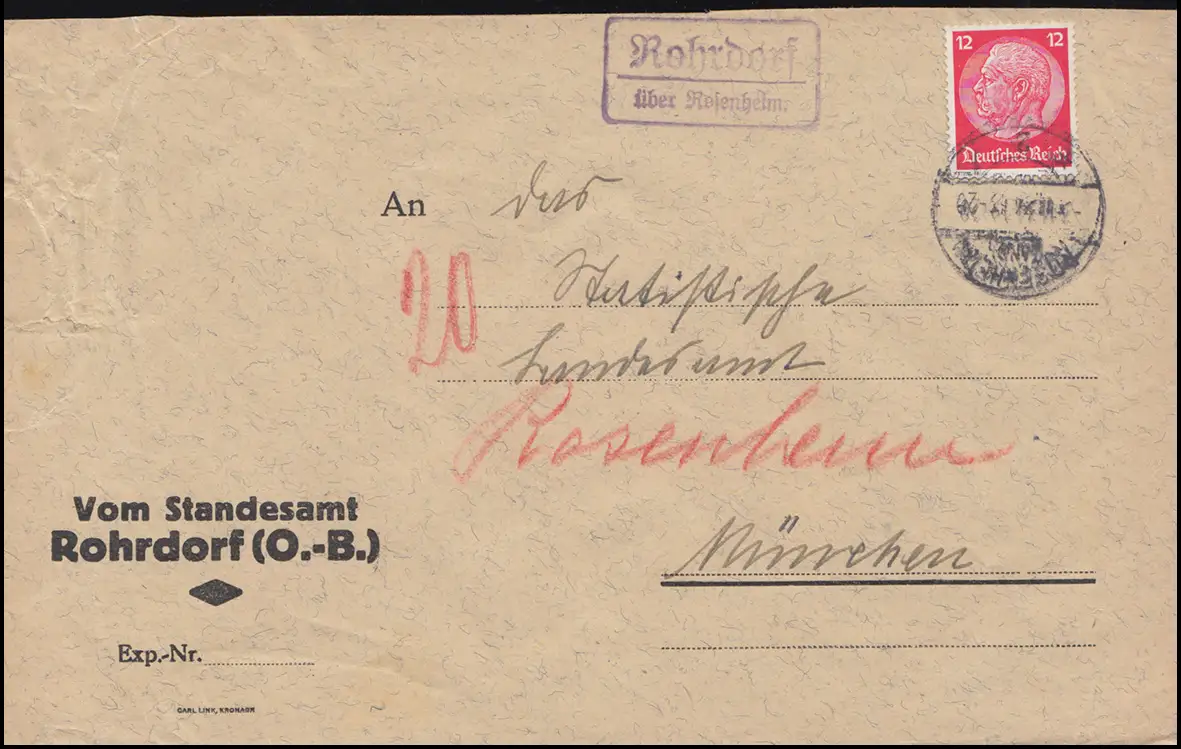 Rohrdorf
über Rosenheim.
12 12
Deutsches Reich
An das
Statistische
20
Landesamt
Rosenheim
München
Vom Standesamt
Rohrdorf (O.-B.)
Exp.-Nr.
CARL LINK, KRONACH